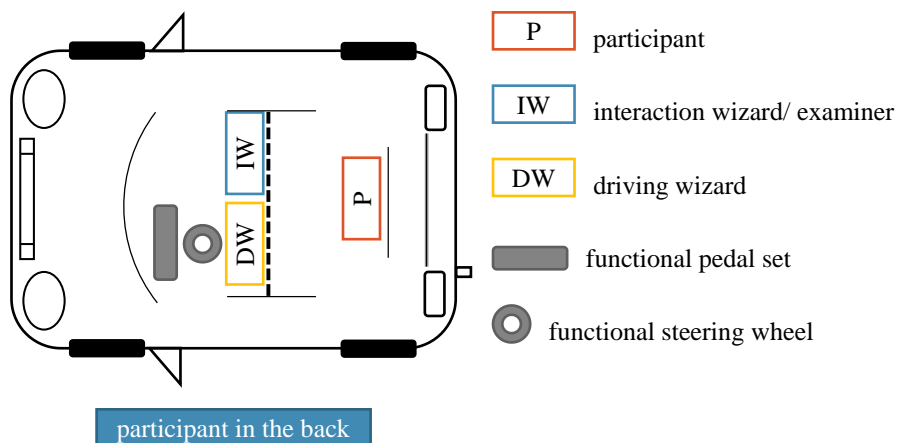 P
participant
IW
interaction wizard/ examiner
DW
driving wizard
functional pedal set
functional steering wheel
IW
DW
P
participant in the back